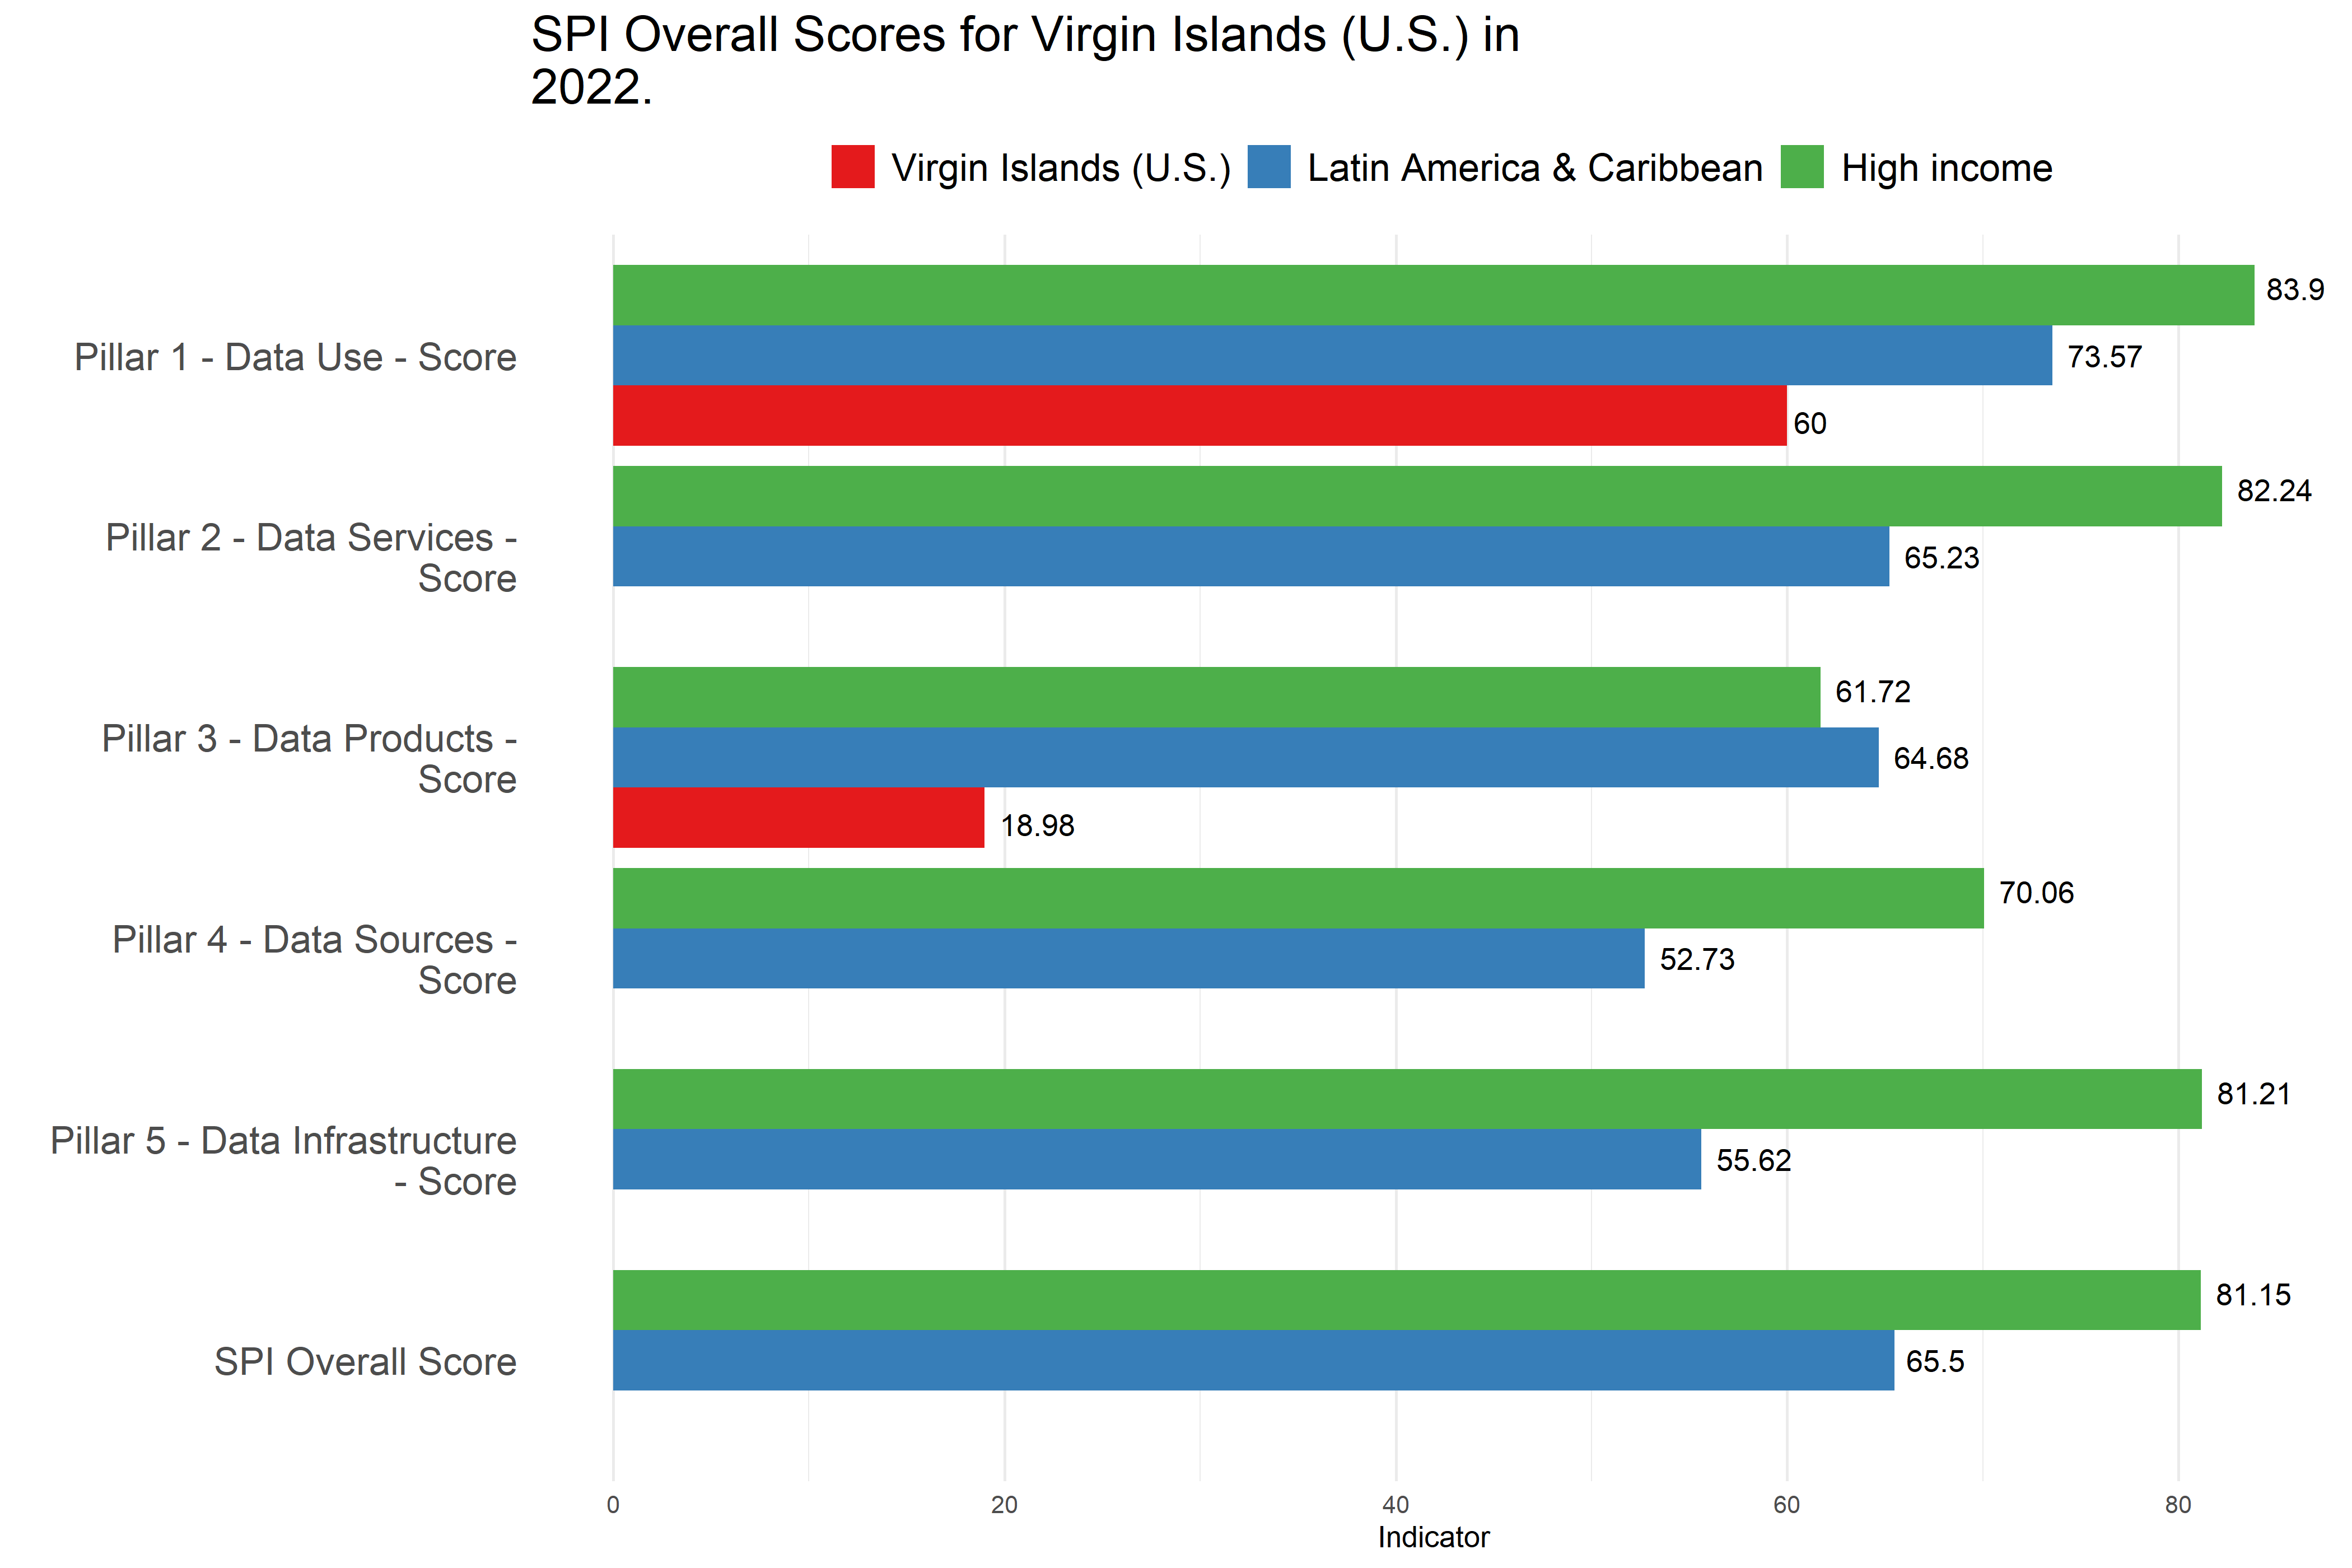 SPI Overall Scores for Virgin Islands (U.S.) in
2022.
Virgin Islands (U.S.) Latin America & Caribbean High income
83.9
Pillar 1 - Data Use - Score 73.57
60
82.24
Pillar 2 - Data Services -
Score
65.23
61.72
Pillar 3 - Data Products -
Score
64.68
18.98
70.06
Pillar 4 - Data Sources -
Score
52.73
81.21
Pillar 5 - Data Infrastructure
- Score
55.62
81.15
SPI Overall Score 65.5
0 20 40 60 80
Indicator